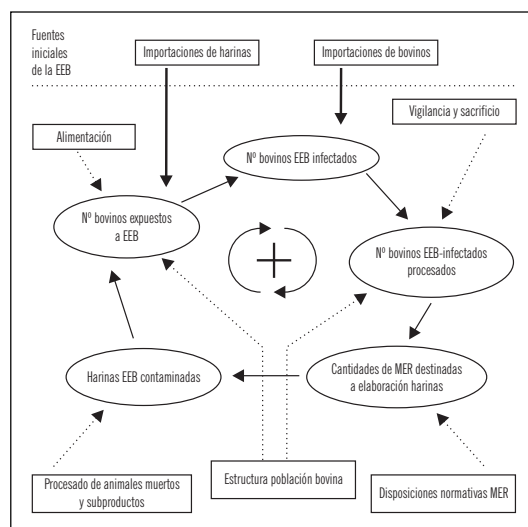 Fuentes
iniciales
de la EEB
Importaciones de harinas
Importaciones de bovinos
Vigilancia y sacrificio
Alimentación
Nº bovinos EEB infectados
Nº bovinos expuestos
a EEB
Nº bovinos EEB-infectados
procesados
Harinas EEB contaminadas
Cantidades de MER destinadas
a elaboración harinas
Procesado de animales muertos
y subproductos
Estructura población bovina
Disposiciones normativas MER